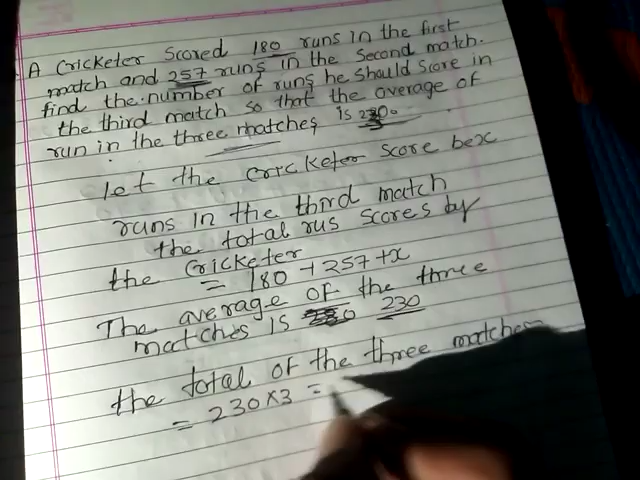 A Cricketer Scored 180 runs in the first
match and 257 runs in the Second match.
find the number of runs he should score in
the third match so that the average of
run in the three matches is 230.
let the cricketer score be x
runs in the third match
the total rus scores by
the Cricketer
= 180 + 257 + x
The average of the three
matches is 230
the total of the three matches
= 230 x 3 =